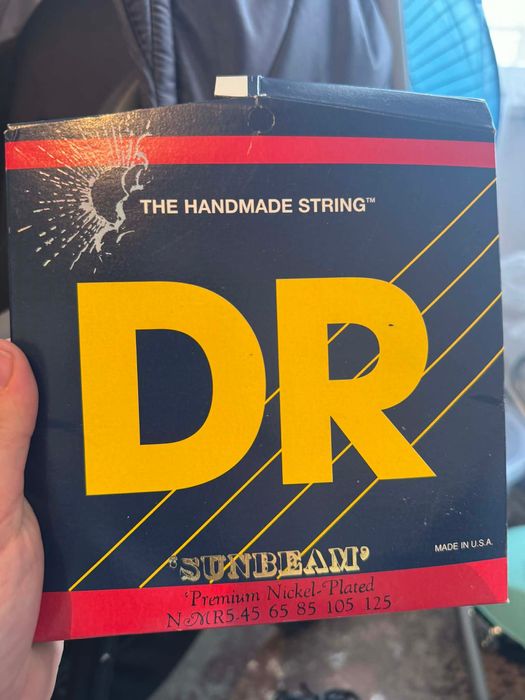 THE HANDMADE STRING™
DR
MADE IN U.S.A.
'SUNBEAM'
'Premium Nickel-Plated
NMR5-45 65 85 105 125